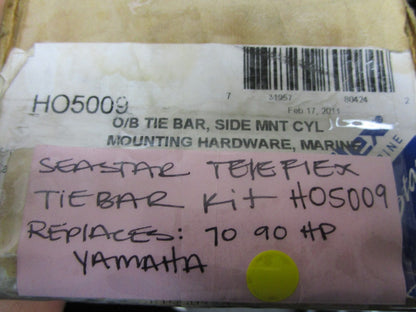 HO5009
7 31957 80424 2
Feb 17, 2011
O/B TIE BAR, SIDE MNT CYL
MOUNTING HARDWARE, MARINE
SEASTAR TELEFLEX
TIEBAR Kit HO5009
REPLACES: 70 90 HP
YAMAHA